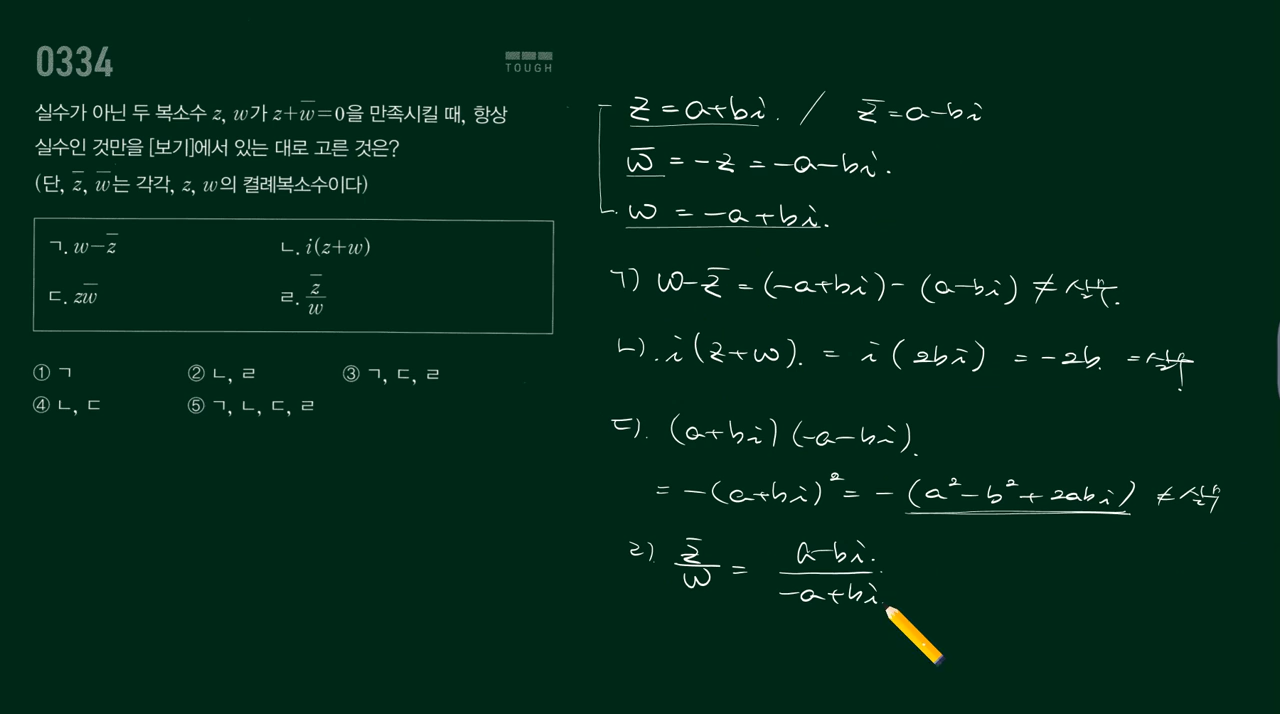 0334
TOUGH
실수가 아닌 두 복소수 z, w가 z+w̅=0을 만족시킬 때, 항상
실수인 것만을 [보기]에서 있는 대로 고른 것은?
(단, z̅, w̅는 각각, z, w의 켤레복소수이다)
ㄱ. w−z̅ ㄴ. i(z+w)
ㄷ. zw̅ ㄹ. z̅/w
① ㄱ ② ㄴ, ㄹ ③ ㄱ, ㄷ, ㄹ
④ ㄴ, ㄷ ⑤ ㄱ, ㄴ, ㄷ, ㄹ
z = a+bi. / z̅ = a−bi
w̅ = −z = −a−bi.
w = −a+bi.
ㄱ) w−z̅ = (−a+bi)−(a−bi) ≠ 실수.
ㄴ). i(z+w). = i(2bi) = −2b. = 실수!
ㄷ). (a+bi)(−a−bi).
= −(a+bi)² = −(a²−b²+2abi) ≠ 실수
ㄹ). z̅/w = a−bi. / −a+bi.